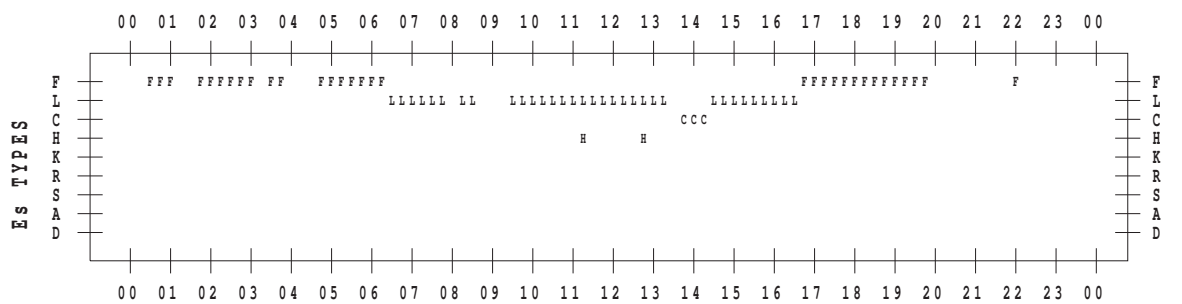 00 01 02 03 04 05 06 07 08 09 10 11 12 13 14 15 16 17 18 19 20 21 22 23 00
F FFF FFFFFF FF FFFFFFF FFFFFFFFFFFFF F F
L LLLLLL LL LLLLLLLLLLLLLLLL LLLLLLLLL L
C CCC C
H H H H
K K
R R
S S
A A
D D
Es TYPES
00 01 02 03 04 05 06 07 08 09 10 11 12 13 14 15 16 17 18 19 20 21 22 23 00